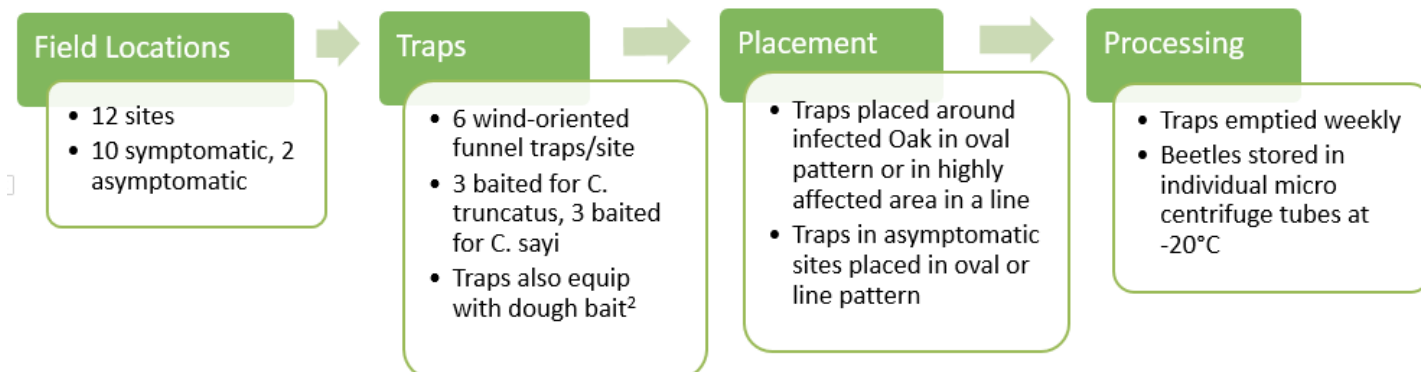 Field Locations
• 12 sites
• 10 symptomatic, 2
asymptomatic
Traps
• 6 wind-oriented
funnel traps/site
• 3 baited for C.
truncatus, 3 baited
for C. sayi
• Traps also equip
with dough bait²
Placement
• Traps placed around
infected Oak in oval
pattern or in highly
affected area in a line
• Traps in asymptomatic
sites placed in oval or
line pattern
Processing
• Traps emptied weekly
• Beetles stored in
individual micro
centrifuge tubes at
-20°C